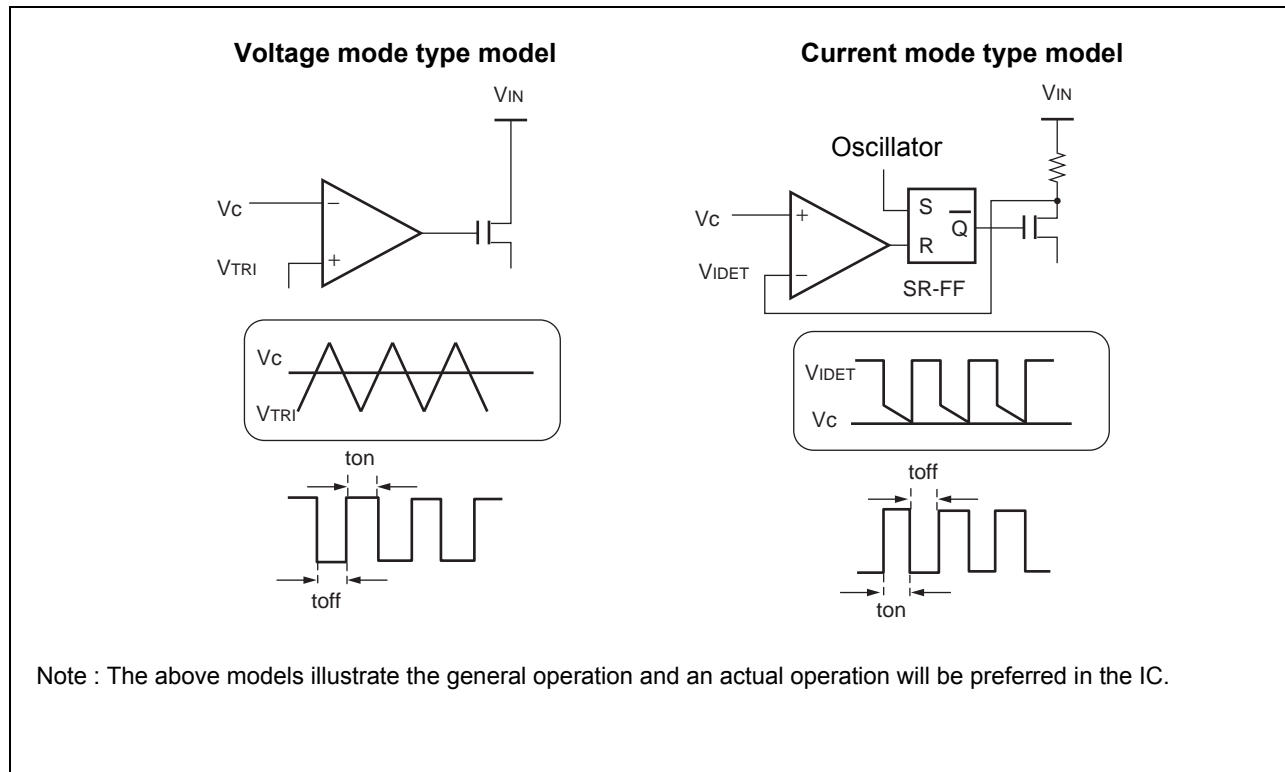 Voltage mode type model
VIN
Vc
−
VTRI
+
Vc
VTRI
ton
toff
Current mode type model
VIN
Oscillator
Vc
+
S
Q
R
VIDET
−
SR-FF
VIDET
Vc
toff
ton
Note : The above models illustrate the general operation and an actual operation will be preferred in the IC.